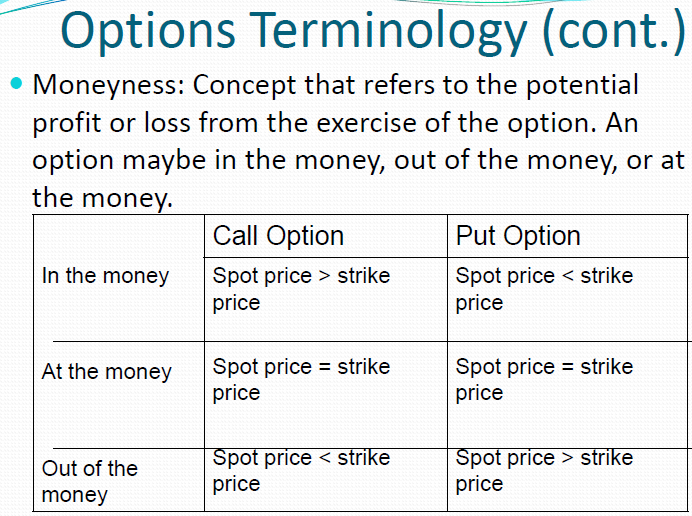 Options Terminology (cont.)
Moneyness: Concept that refers to the potential
profit or loss from the exercise of the option. An
option maybe in the money, out of the money, or at
the money.
Call Option
Put Option
In the money
Spot price > strike
price
Spot price < strike
price
At the money
Spot price = strike
price
Spot price = strike
price
Out of the
money
Spot price < strike
price
Spot price > strike
price